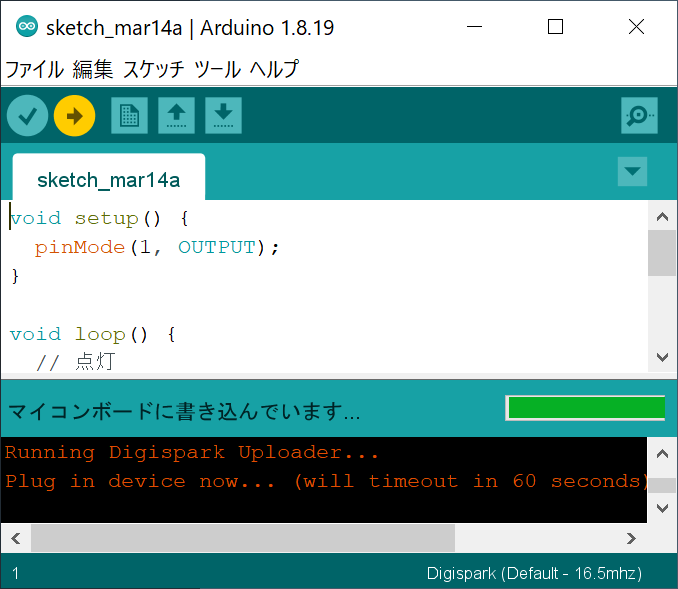 sketch_mar14a | Arduino 1.8.19
ファイル 編集 スケッチ ツール ヘルプ
sketch_mar14a
void setup() {
  pinMode(1, OUTPUT);
}
void loop() {
  // 点灯
マイコンボードに書き込んでいます...
Running Digispark Uploader...
Plug in device now... (will timeout in 60 seconds)
1
Digispark (Default - 16.5mhz)